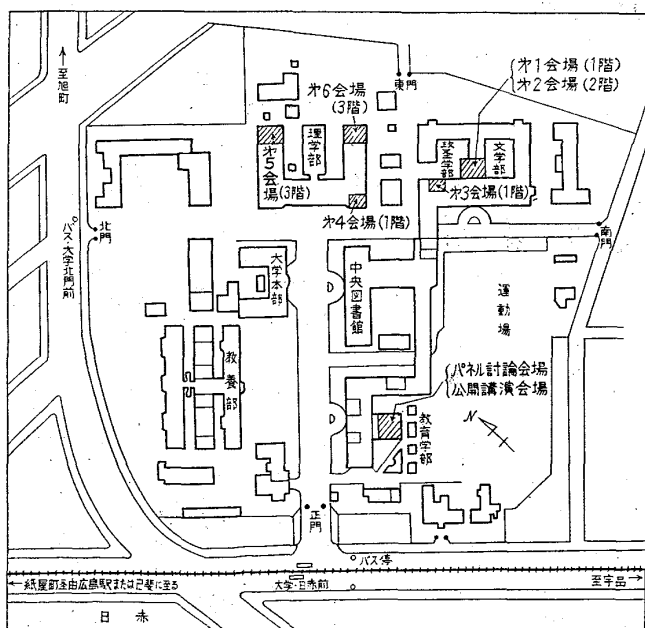 ↑至旭町
東門
㐧1会場(1階)
㐧2会場(2階)
㐧6会場
(3階)
理学部
㐧5会場(3階)
㐧4会場(1階)
政経学部
文学部
㐧3会場(1階)
バス・大学北門前
北門
南門
大学本部
中央図書館
運動場
教養部
パネル討論会場
公開講演会場
教育学部
N
正門
バス停
←紙屋町経由広島駅または己斐に至る
至宇品→
大学・日赤前
日赤